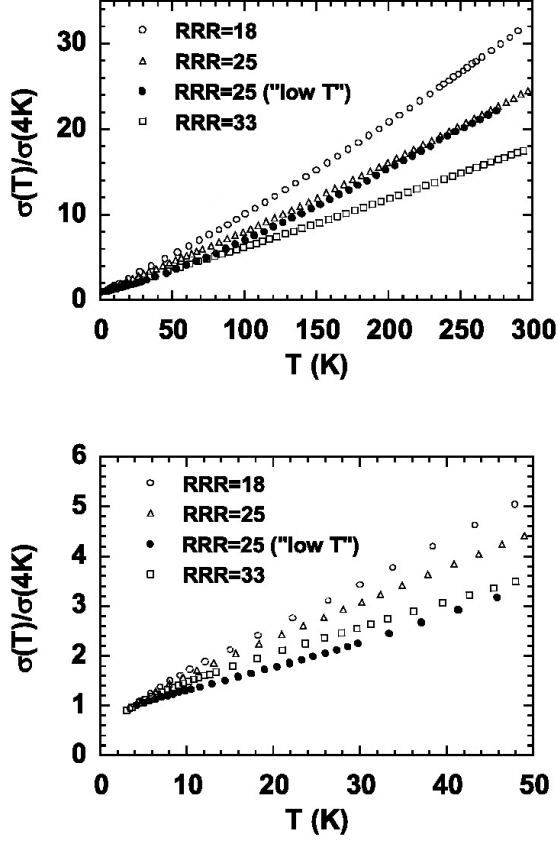 σ(T)/σ(4K)
30
20
10
0
RRR=18
RRR=25
RRR=25 ("low T")
RRR=33
0 50 100 150 200 250 300
T (K)
σ(T)/σ(4K)
6
5
4
3
2
1
0
RRR=18
RRR=25
RRR=25 ("low T")
RRR=33
0 10 20 30 40 50
T (K)